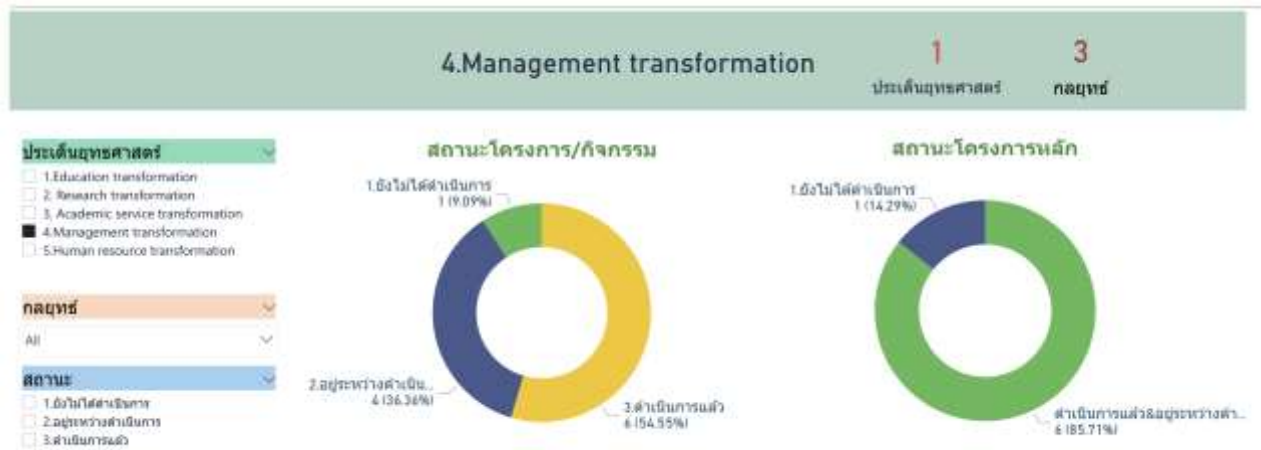 4.Management transformation
1
ประเด็นยุทธศาสตร์
3
กลยุทธ์
ประเด็นยุทธศาสตร์
1.Education transformation
2. Research transformation
3. Academic service transformation
4.Management transformation
5.Human resource transformation
กลยุทธ์
All
สถานะ
1.ยังไม่ได้ดำเนินการ
2.อยู่ระหว่างดำเนินการ
3.ดำเนินการแล้ว
สถานะโครงการ/กิจกรรม
1.ยังไม่ได้ดำเนินการ
1 (9.09%)
2.อยู่ระหว่างดำเนิน...
4 (36.36%)
3.ดำเนินการแล้ว
6 (54.55%)
สถานะโครงการหลัก
1.ยังไม่ได้ดำเนินการ
1 (14.29%)
ดำเนินการแล้ว&อยู่ระหว่างดำ...
6 (85.71%)